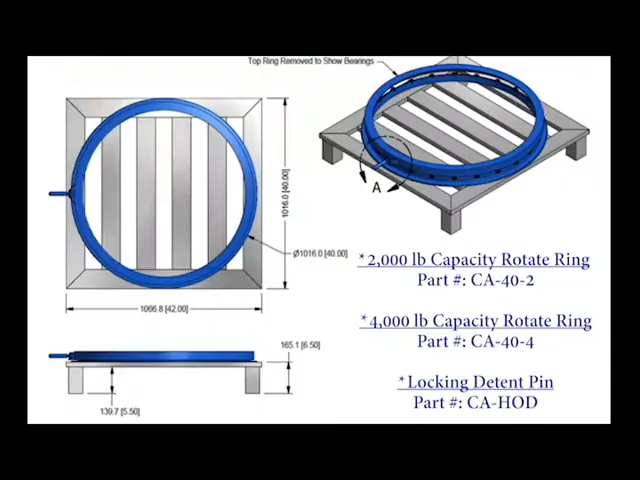 Top Ring Removed to Show Bearings
1016.0 [40.00]
A
Ø1016.0 [40.00]
*2,000 lb Capacity Rotate Ring
Part #: CA-40-2
1066.8 [42.00]
*4,000 lb Capacity Rotate Ring
Part #: CA-40-4
165.1 [6.50]
*Locking Detent Pin
Part #: CA-HOD
139.7 [5.50]